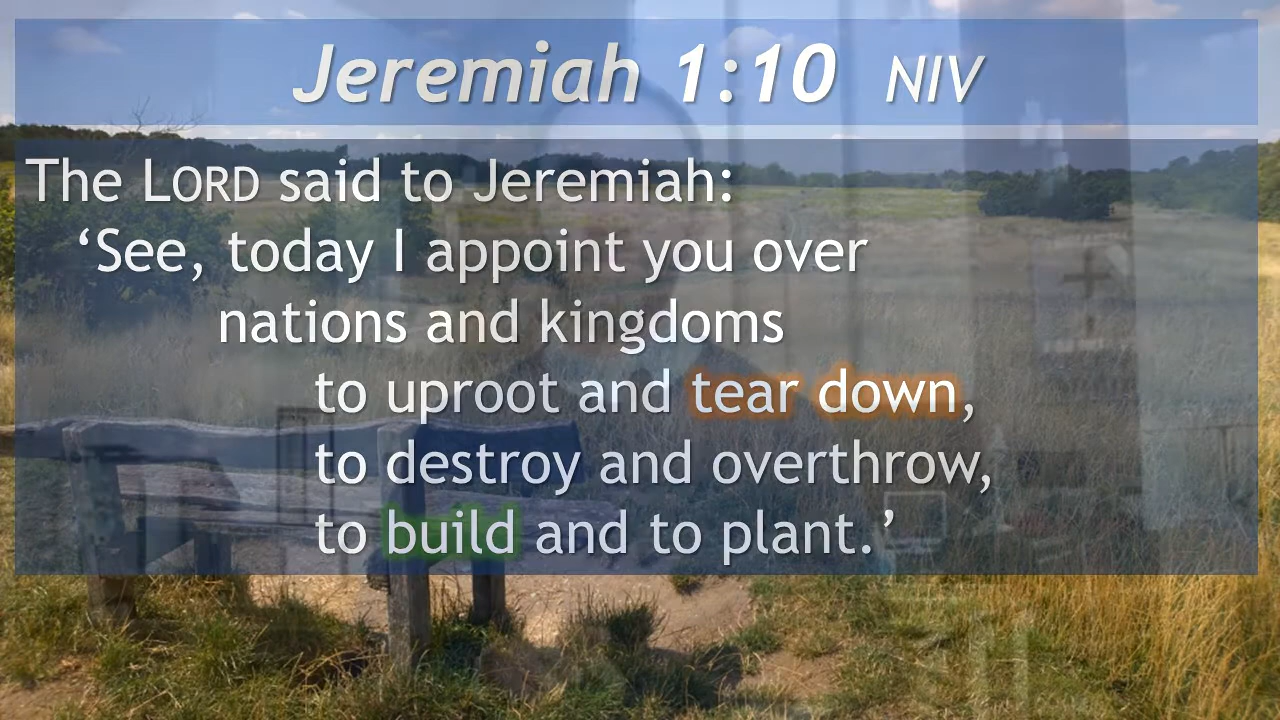 Jeremiah 1:10 NIV
The LORD said to Jeremiah:
‘See, today I appoint you over
nations and kingdoms
to uproot and tear down,
to destroy and overthrow,
to build and to plant.’